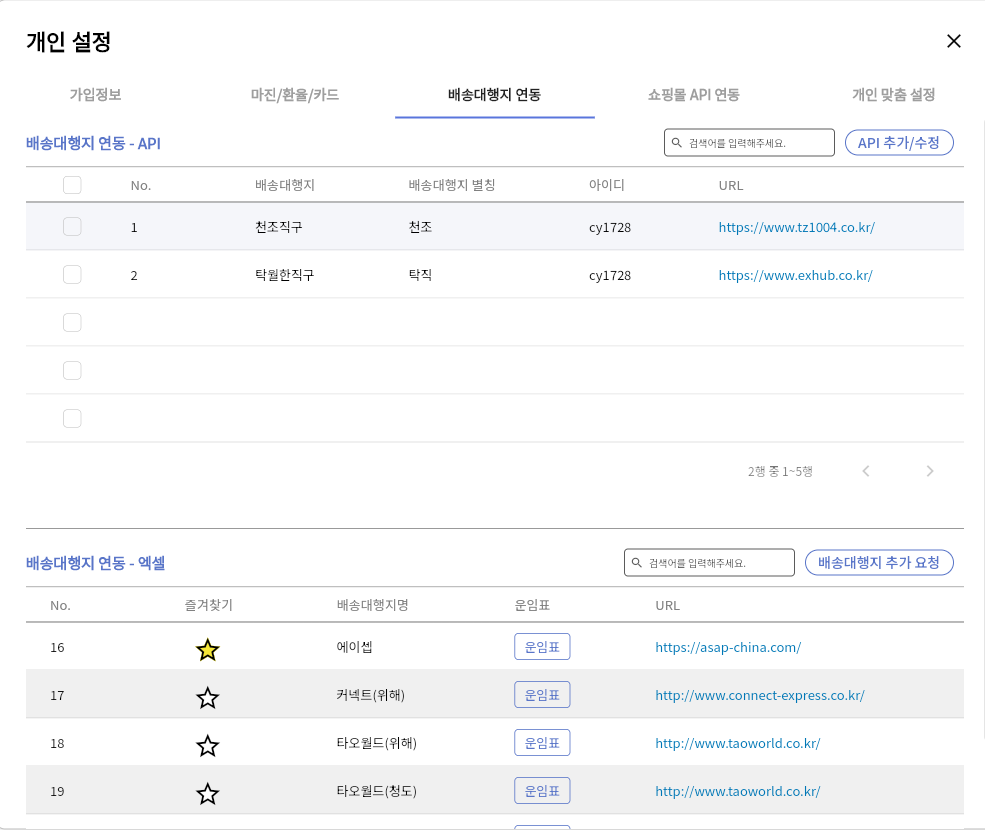 개인 설정
가입정보 마진/환율/카드 배송대행지 연동 쇼핑몰 API 연동 개인 맞춤 설정
배송대행지 연동 - API 검색어를 입력해주세요. API 추가/수정
No. 배송대행지 배송대행지 별칭 아이디 URL
1 천조직구 천조 cy1728 https://www.tz1004.co.kr/
2 탁월한직구 탁직 cy1728 https://www.exhub.co.kr/
2행 중 1~5행
배송대행지 연동 - 엑셀 검색어를 입력해주세요. 배송대행지 추가 요청
No. 즐겨찾기 배송대행지명 운임표 URL
16 에이셉 운임표 https://asap-china.com/
17 커넥트(위해) 운임표 http://www.connect-express.co.kr/
18 타오월드(위해) 운임표 http://www.taoworld.co.kr/
19 타오월드(청도) 운임표 http://www.taoworld.co.kr/